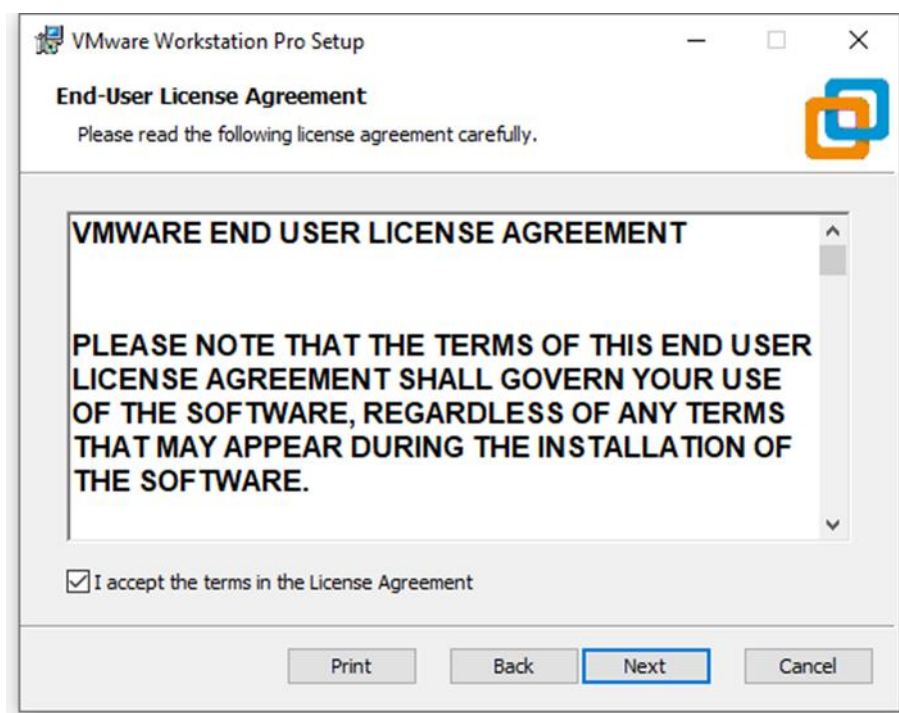 VMware Workstation Pro Setup
End-User License Agreement
Please read the following license agreement carefully.
VMWARE END USER LICENSE AGREEMENT
PLEASE NOTE THAT THE TERMS OF THIS END USER
LICENSE AGREEMENT SHALL GOVERN YOUR USE
OF THE SOFTWARE, REGARDLESS OF ANY TERMS
THAT MAY APPEAR DURING THE INSTALLATION OF
THE SOFTWARE.
I accept the terms in the License Agreement
Print Back Next Cancel